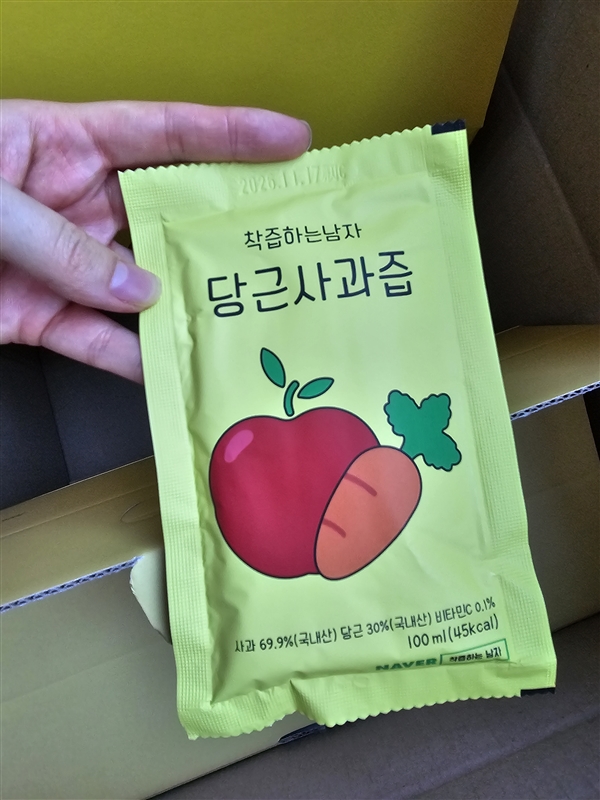 2026.11.17.
착즙하는남자
당근사과즙
사과 69.9%(국내산) 당근 30%(국내산) 비타민C 0.1%
100 ml(45kcal)
NAVER 착즙하는 남자